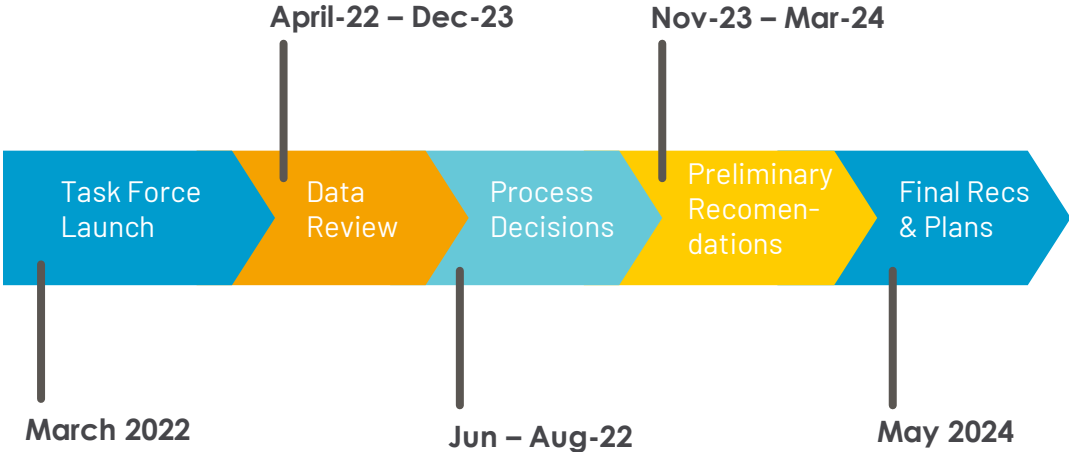 April-22 – Dec-23
Nov-23 – Mar-24
Task Force
Launch
Data
Review
Process
Decisions
Preliminary
Recomen-
dations
Final Recs
& Plans
March 2022
Jun – Aug-22
May 2024